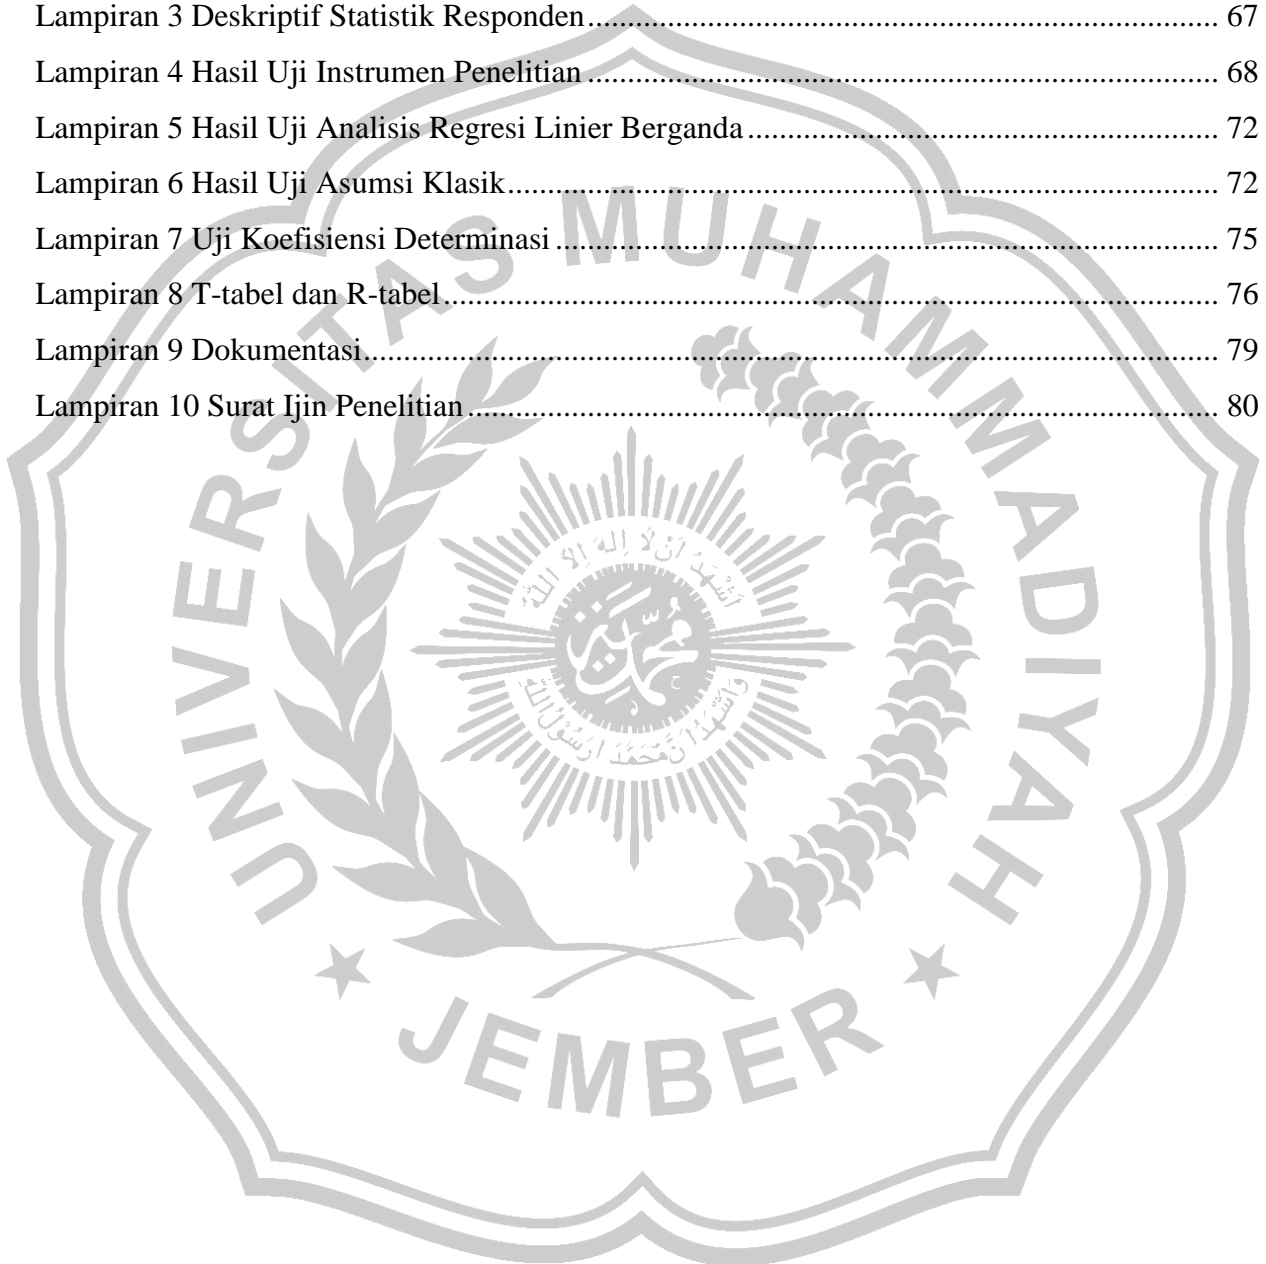 Lampiran 3 Deskriptif Statistik Responden.......................................................................... 67
Lampiran 4 Hasil Uji Instrumen Penelitian.......................................................................... 68
Lampiran 5 Hasil Uji Analisis Regresi Linier Berganda.......................................................... 72
Lampiran 6 Hasil Uji Asumsi Klasik.................................................................................... 72
Lampiran 7 Uji Koefisiensi Determinasi.............................................................................. 75
Lampiran 8 T-tabel dan R-tabel.......................................................................................... 76
Lampiran 9 Dokumentasi.................................................................................................... 79
Lampiran 10 Surat Ijin Penelitian........................................................................................ 80
UNIVERSITAS MUHAMMADIYAH
JEMBER